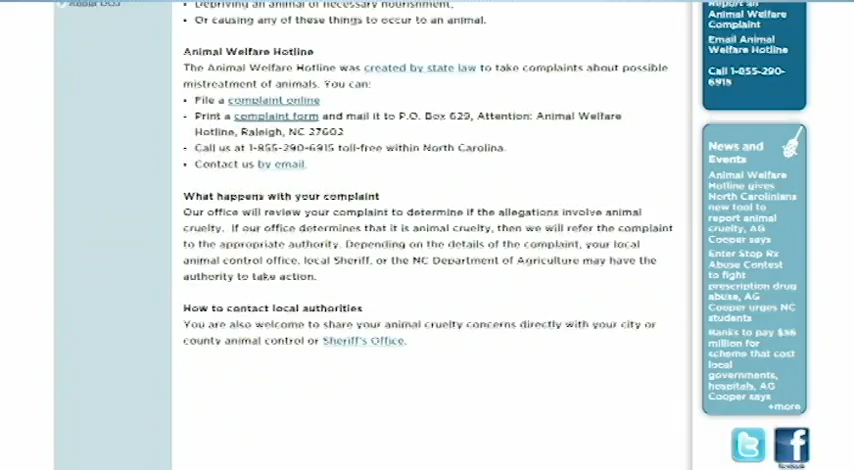 Depriving an animal of necessary nourishment,
• Or causing any of these things to occur to an animal.
Animal Welfare Hotline
The Animal Welfare Hotline was created by state law to take complaints about possible
mistreatment of animals. You can:
• File a complaint online
• Print a complaint form and mail it to P.O. Box 629, Attention: Animal Welfare
Hotline, Raleigh, NC 27602
• Call us at 1-855-290-6915 toll-free within North Carolina.
• Contact us by email.
What happens with your complaint
Our office will review your complaint to determine if the allegations involve animal
cruelty. If our office determines that it is animal cruelty, then we will refer the complaint
to the appropriate authority. Depending on the details of the complaint, your local
animal control office, local Sheriff, or the NC Department of Agriculture may have the
authority to take action.
How to contact local authorities
You are also welcome to share your animal cruelty concerns directly with your city or
county animal control or Sheriff's Office.
Report an
Animal Welfare
Complaint
Email Animal
Welfare Hotline
Call 1-855-290-
6915
News and
Events
Animal Welfare
Hotline gives
North Carolinians
new tool to
report animal
cruelty, AG
Cooper says
Enter Stop Rx
Abuse Contest
to fight
prescription drug
abuse, AG
Cooper urges NC
students
Banks to pay $36
million for
scheme that cost
local
governments,
hospitals, AG
Cooper says
+more
facebook